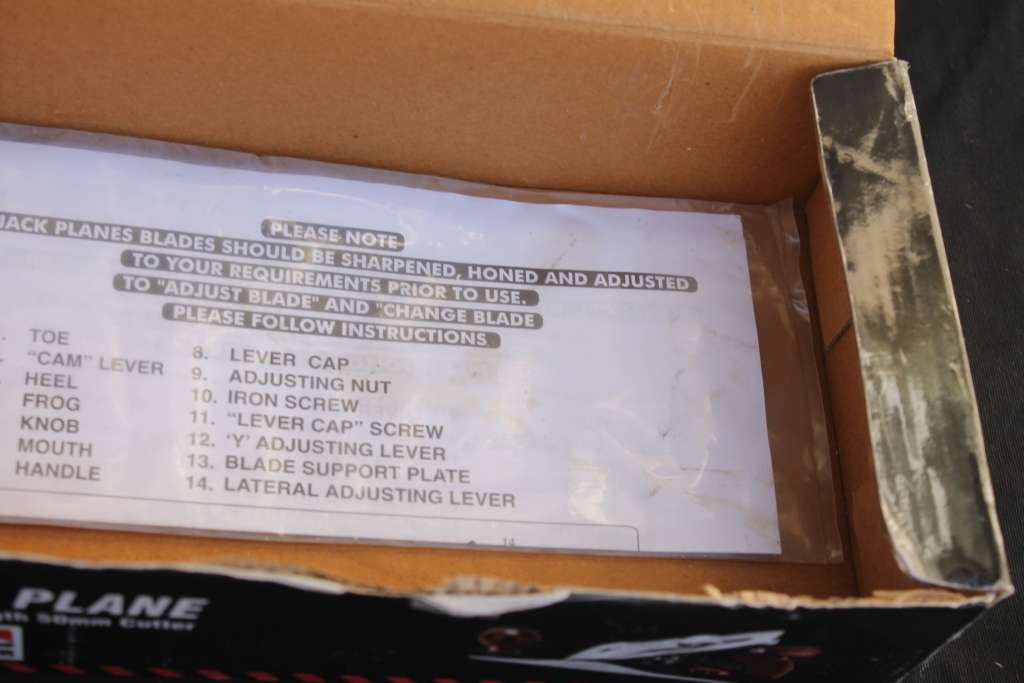 PLEASE NOTE
JACK PLANES BLADES SHOULD BE SHARPENED, HONED AND ADJUSTED
TO YOUR REQUIREMENTS PRIOR TO USE.
TO "ADJUST BLADE" AND "CHANGE BLADE
PLEASE FOLLOW INSTRUCTIONS
TOE
"CAM" LEVER
HEEL
FROG
KNOB
MOUTH
HANDLE
8. LEVER CAP
9. ADJUSTING NUT
10. IRON SCREW
11. "LEVER CAP" SCREW
12. 'Y' ADJUSTING LEVER
13. BLADE SUPPORT PLATE
14. LATERAL ADJUSTING LEVER
14
PLANE
50mm Cutter